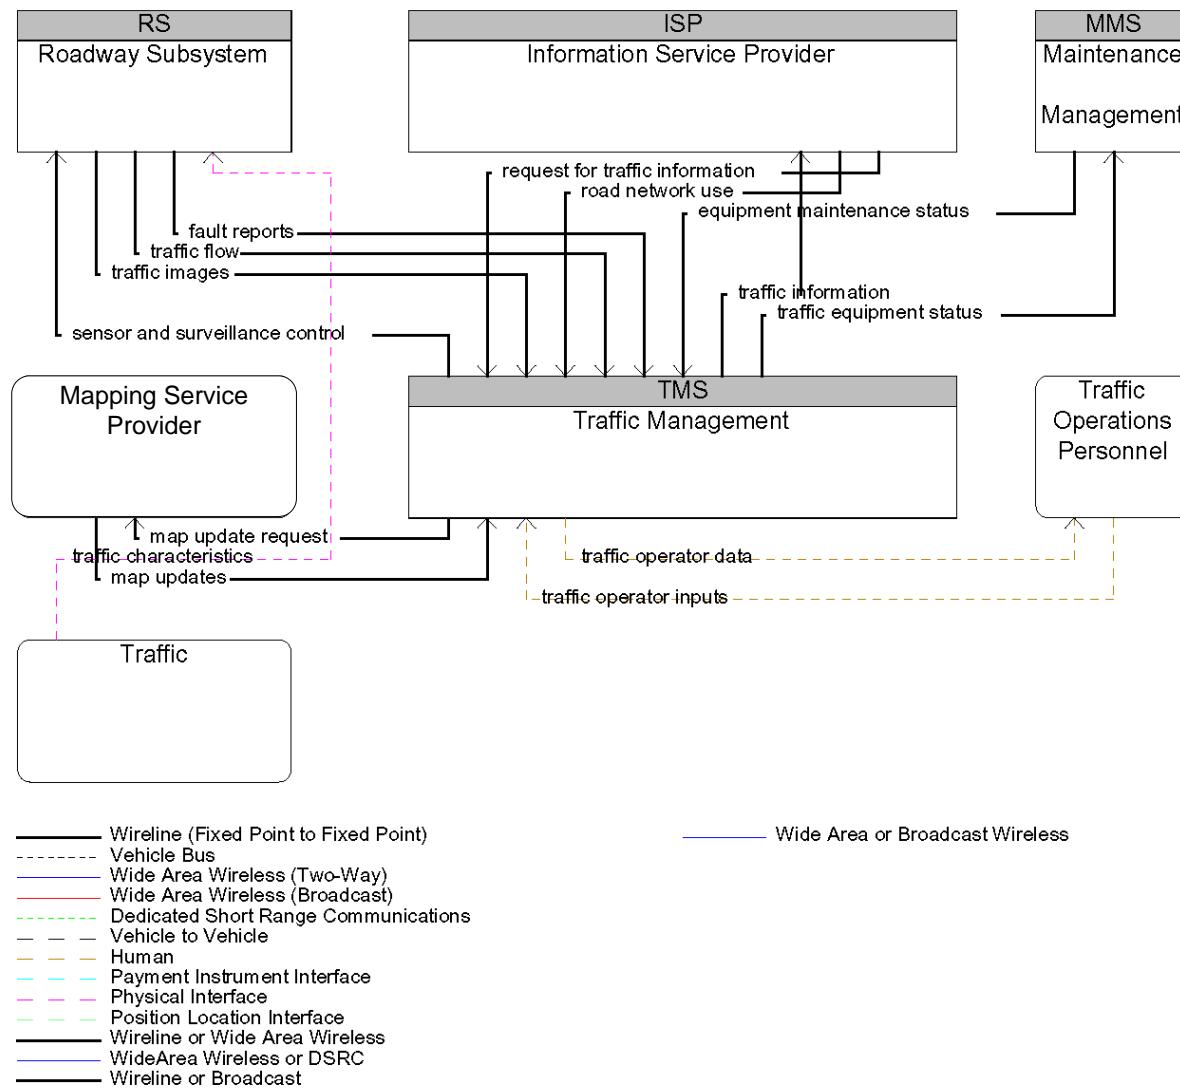 RS
Roadway Subsystem
ISP
Information Service Provider
MMS
Maintenance
Management
request for traffic information
road network use
equipment maintenance status
fault reports
traffic flow
traffic images
traffic information
traffic equipment status
sensor and surveillance control
Mapping Service
Provider
TMS
Traffic Management
Traffic
Operations
Personnel
map update request
traffic characteristics
map updates
traffic operator data
traffic operator inputs
Traffic
Wireline (Fixed Point to Fixed Point)
Vehicle Bus
Wide Area Wireless (Two-Way)
Wide Area Wireless (Broadcast)
Dedicated Short Range Communications
Vehicle to Vehicle
Human
Payment Instrument Interface
Physical Interface
Position Location Interface
Wireline or Wide Area Wireless
WideArea Wireless or DSRC
Wireline or Broadcast
Wide Area or Broadcast Wireless